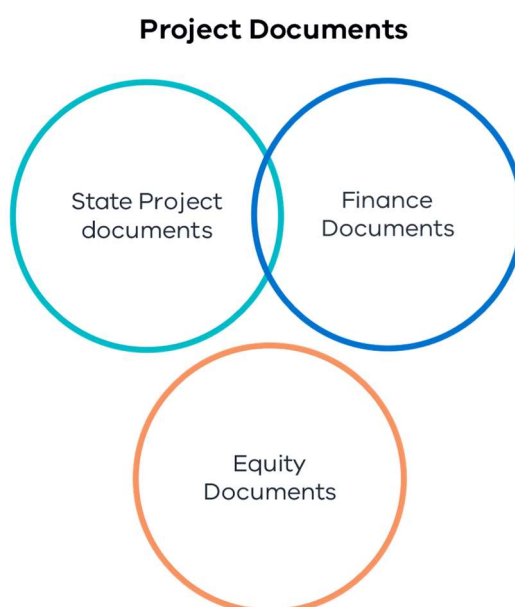 Project Documents
State Project
documents
Finance
Documents
Equity
Documents